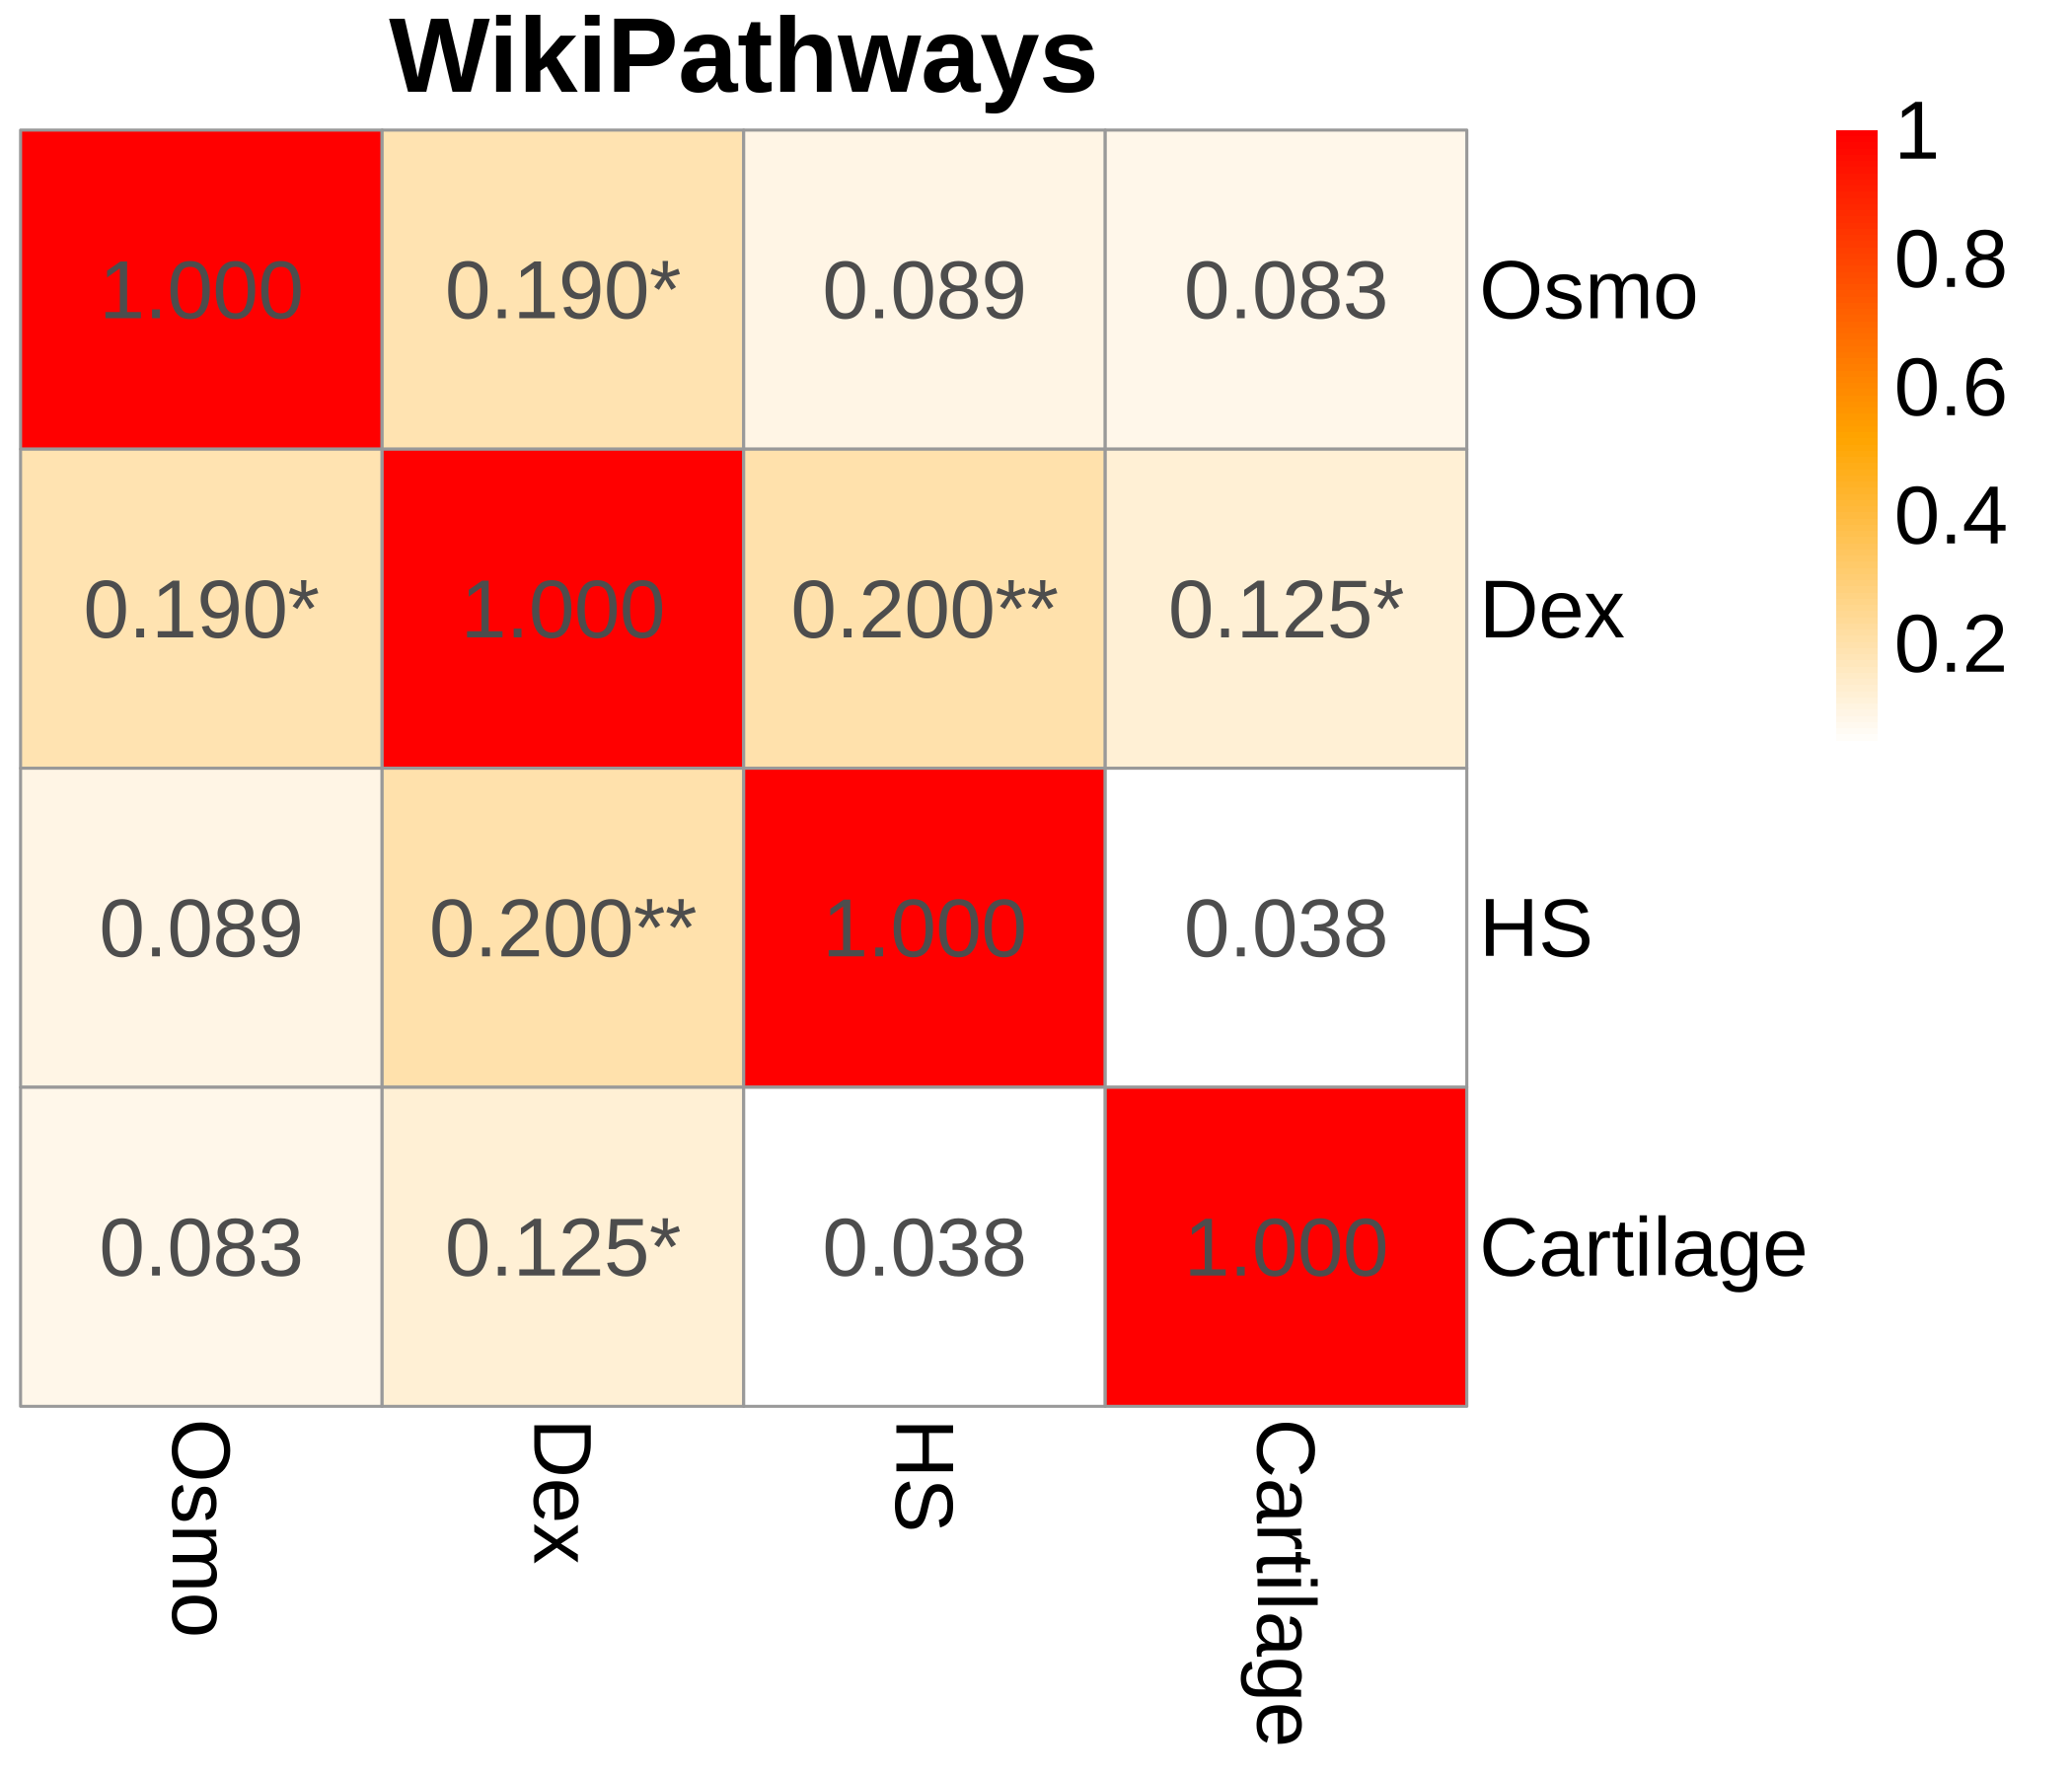 WikiPathways
1.000 0.190* 0.089 0.083 Osmo
0.190* 1.000 0.200** 0.125* Dex
0.089 0.200** 1.000 0.038 HS
0.083 0.125* 0.038 1.000 Cartilage
Osmo Dex HS Cartilage
1
0.8
0.6
0.4
0.2